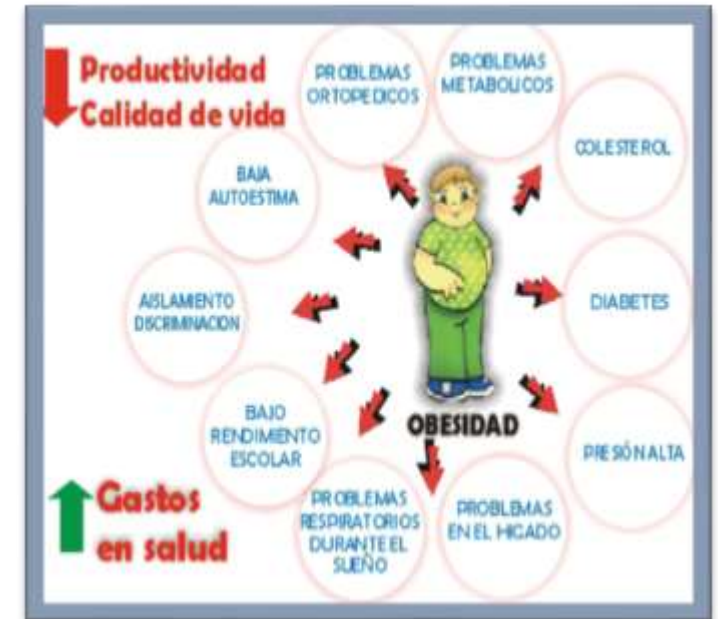 Productividad
Calidad de vida
PROBLEMAS
ORTOPEDICOS
PROBLEMAS
METABOLICOS
COLESTEROL
BAJA
AUTOESTIMA
AISLAMIENTO
DISCRIMINACION
DIABETES
BAJO
RENDIMIENTO
ESCOLAR
OBESIDAD
PRESIÓN ALTA
Gastos
en salud
PROBLEMAS
RESPIRATORIOS
DURANTE EL
SUEÑO
PROBLEMAS
EN EL HIGADO